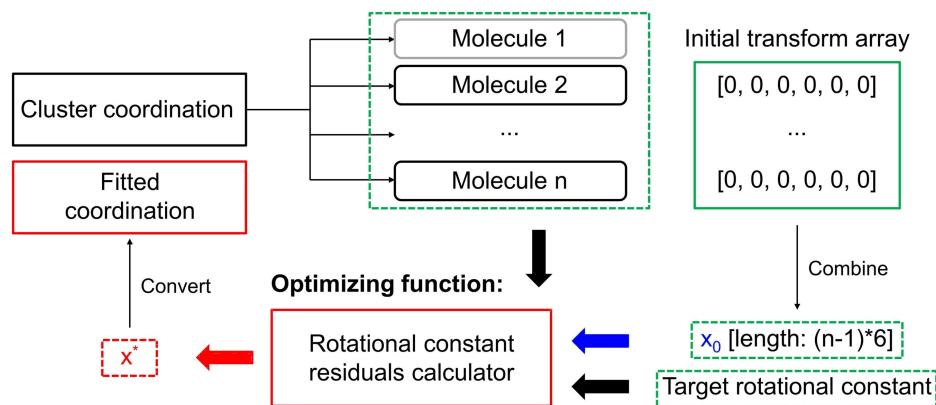 Cluster coordination
Molecule 1
Molecule 2
...
Molecule n
Initial transform array
[0, 0, 0, 0, 0, 0]
...
[0, 0, 0, 0, 0, 0]
Fitted
coordination
Convert
Combine
Optimizing function:
Rotational constant
residuals calculator
x*
x₀ [length: (n-1)*6]
Target rotational constant